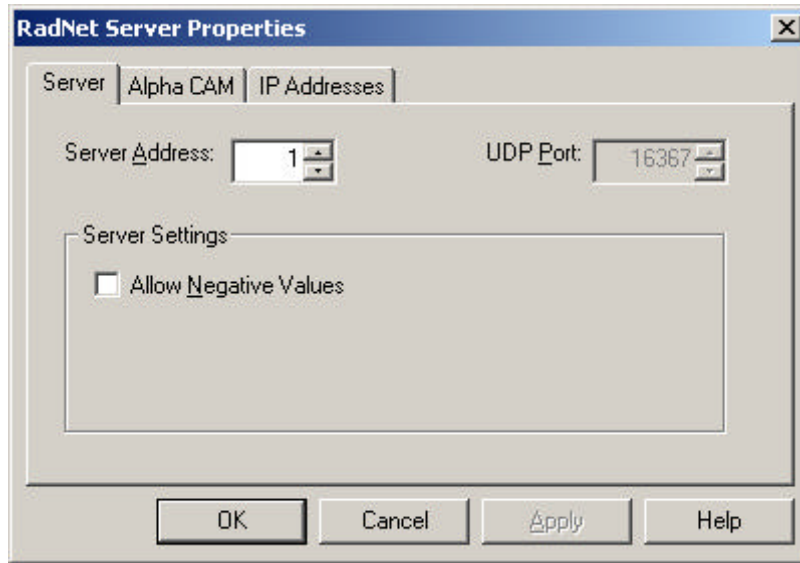 RadNet Server Properties
Server Alpha CAM IP Addresses
Server Address: 1 UDP Port: 16367
Server Settings
Allow Negative Values
OK Cancel Apply Help